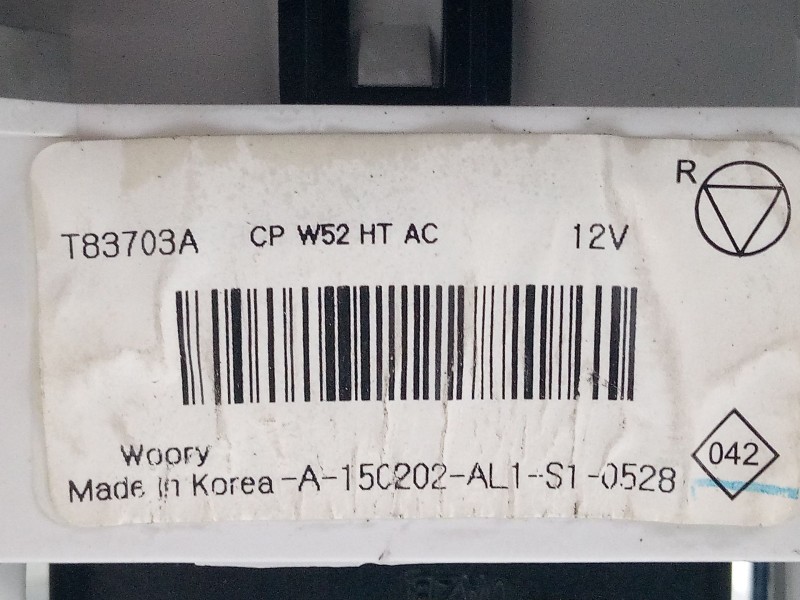 R
T83703A CP W52 HT AC 12V
Woory
042
Made In Korea -A-150202-AL1-S1-0528